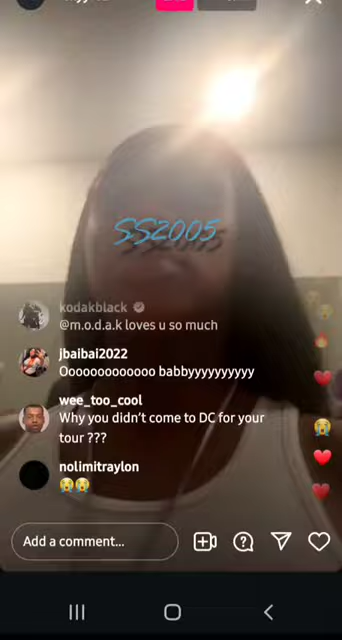 SS2005
kodakblack
@m.o.d.a.k loves u so much
jbaibai2022
Oooooooooooooo babbyyyyyyyyyy
wee_too_cool
Why you didn't come to DC for your
tour ???
nolimitraylon
😭😭
Add a comment...